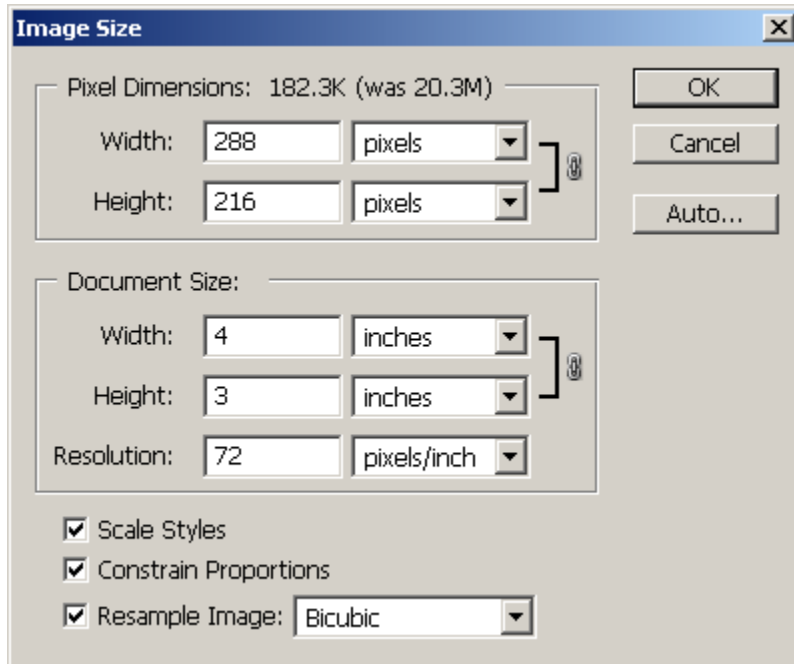 Image Size
Pixel Dimensions: 182.3K (was 20.3M)
OK
Width: 288 pixels
Cancel
Height: 216 pixels
Auto...
Document Size:
Width: 4 inches
Height: 3 inches
Resolution: 72 pixels/inch
Scale Styles
Constrain Proportions
Resample Image: Bicubic